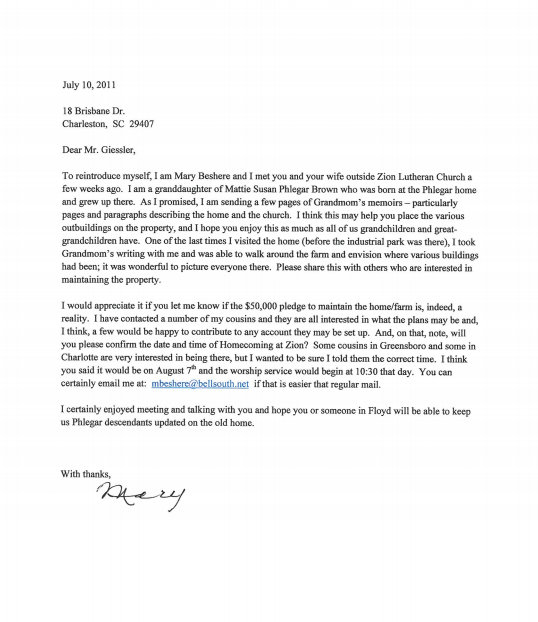 July 10, 2011
18 Brisbane Dr.
Charleston, SC 29407
Dear Mr. Giessler,
To reintroduce myself, I am Mary Beshere and I met you and your wife outside Zion Lutheran Church a
few weeks ago. I am a granddaughter of Mattie Susan Phlegar Brown who was born at the Phlegar home
and grew up there. As I promised, I am sending a few pages of Grandmom's memoirs – particularly
pages and paragraphs describing the home and the church. I think this may help you place the various
outbuildings on the property, and I hope you enjoy this as much as all of us grandchildren and great-
grandchildren have. One of the last times I visited the home (before the industrial park was there), I took
Grandmom's writing with me and was able to walk around the farm and envision where various buildings
had been; it was wonderful to picture everyone there. Please share this with others who are interested in
maintaining the property.
I would appreciate it if you let me know if the $50,000 pledge to maintain the home/farm is, indeed, a
reality. I have contacted a number of my cousins and they are all interested in what the plans may be and,
I think, a few would be happy to contribute to any account they may be set up. And, on that, note, will
you please confirm the date and time of Homecoming at Zion? Some cousins in Greensboro and some in
Charlotte are very interested in being there, but I wanted to be sure I told them the correct time. I think
you said it would be on August 7th and the worship service would begin at 10:30 that day. You can
certainly email me at: mbeshere@bellsouth.net if that is easier that regular mail.
I certainly enjoyed meeting and talking with you and hope you or someone in Floyd will be able to keep
us Phlegar descendants updated on the old home.
With thanks,
Mary